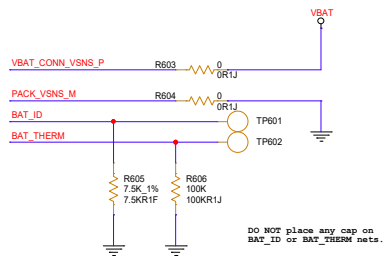 VBAT
VBAT_CONN_VSNS_P
R603
0
0R1J
PACK_VSNS_M
R604
0
0R1J
BAT_ID
TP601
BAT_THERM
TP602
R605
7.5K_1%
7.5KR1F
R606
100K
100KR1J
DO NOT place any cap on
BAT_ID or BAT_THERM nets.